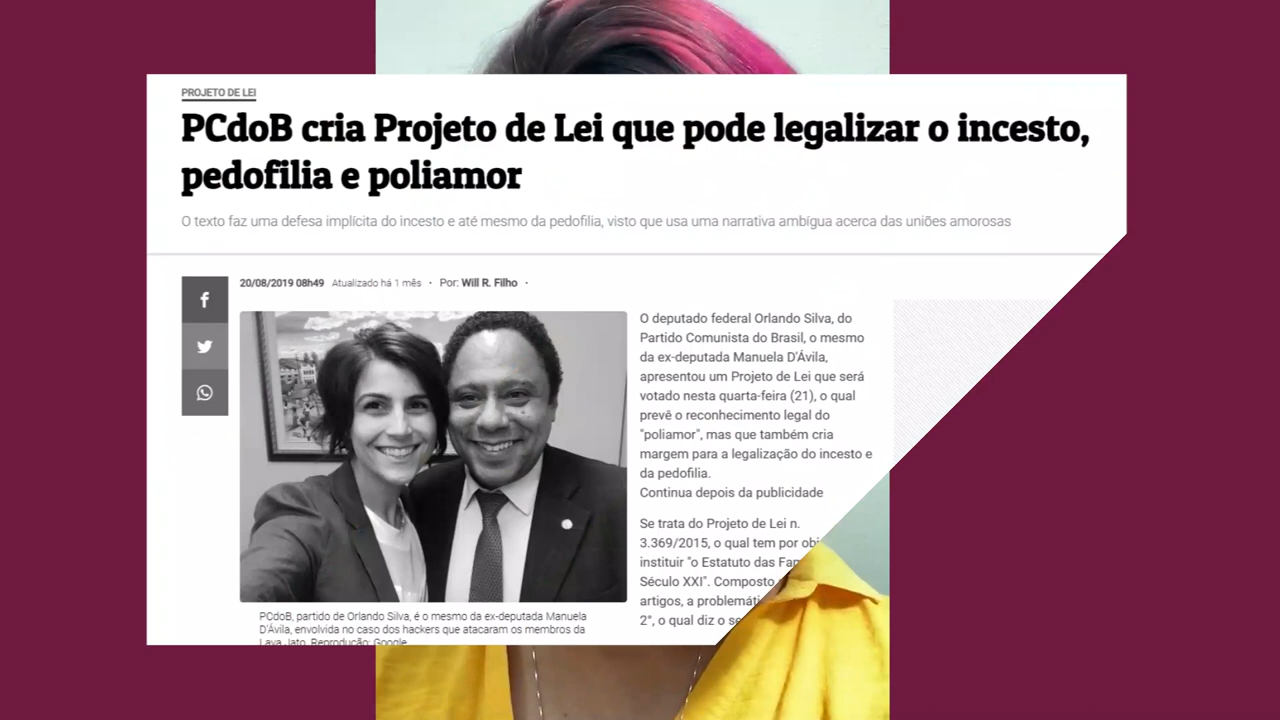 PROJETO DE LEI
PCdoB cria Projeto de Lei que pode legalizar o incesto,
pedofilia e poliamor
O texto faz uma defesa implícita do incesto e até mesmo da pedofilia, visto que usa uma narrativa ambígua acerca das uniões amorosas
20/08/2019 08h49 Atualizado há 1 mês · Por: Will R. Filho ·
O deputado federal Orlando Silva, do
Partido Comunista do Brasil, o mesmo
da ex-deputada Manuela D'Ávila,
apresentou um Projeto de Lei que será
votado nesta quarta-feira (21), o qual
prevê o reconhecimento legal do
"poliamor", mas que também cria
margem para a legalização do incesto e
da pedofilia.
Continua depois da publicidade
Se trata do Projeto de Lei n.
3.369/2015, o qual tem por
instituir "o Estatuto das
Século XXI". Composto
artigos, a
2°, o qual diz o
PCdoB, partido de Orlando Silva, é o mesmo da ex-deputada Manuela
D'Ávila, envolvida no caso dos hackers que atacaram os membros da
Lava Jato. Reprodução: Google